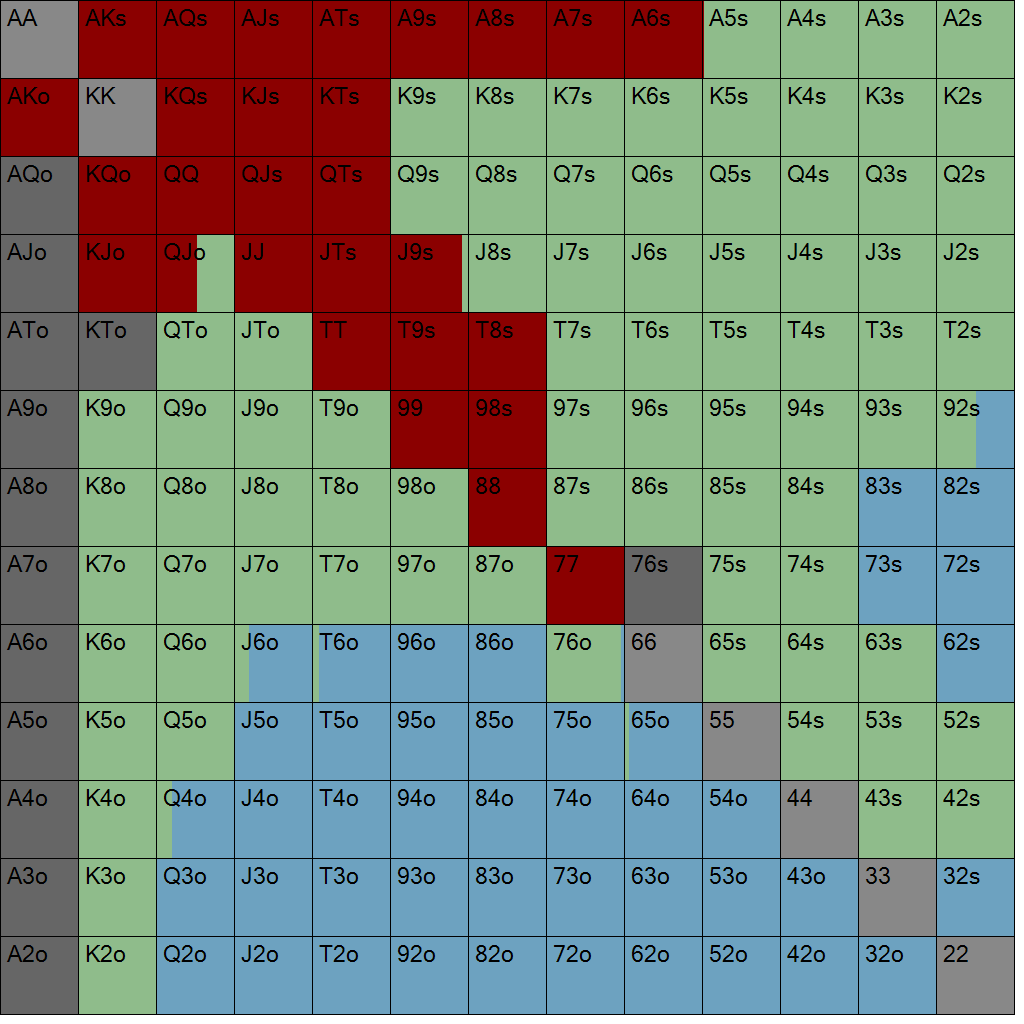 AA AKs AQs AJs ATs A9s A8s A7s A6s A5s A4s A3s A2s
AKo KK KQs KJs KTs K9s K8s K7s K6s K5s K4s K3s K2s
AQo KQo QQ QJs QTs Q9s Q8s Q7s Q6s Q5s Q4s Q3s Q2s
AJo KJo QJo JJ JTs J9s J8s J7s J6s J5s J4s J3s J2s
ATo KTo QTo JTo TT T9s T8s T7s T6s T5s T4s T3s T2s
A9o K9o Q9o J9o T9o 99 98s 97s 96s 95s 94s 93s 92s
A8o K8o Q8o J8o T8o 98o 88 87s 86s 85s 84s 83s 82s
A7o K7o Q7o J7o T7o 97o 87o 77 76s 75s 74s 73s 72s
A6o K6o Q6o J6o T6o 96o 86o 76o 66 65s 64s 63s 62s
A5o K5o Q5o J5o T5o 95o 85o 75o 65o 55 54s 53s 52s
A4o K4o Q4o J4o T4o 94o 84o 74o 64o 54o 44 43s 42s
A3o K3o Q3o J3o T3o 93o 83o 73o 63o 53o 43o 33 32s
A2o K2o Q2o J2o T2o 92o 82o 72o 62o 52o 42o 32o 22